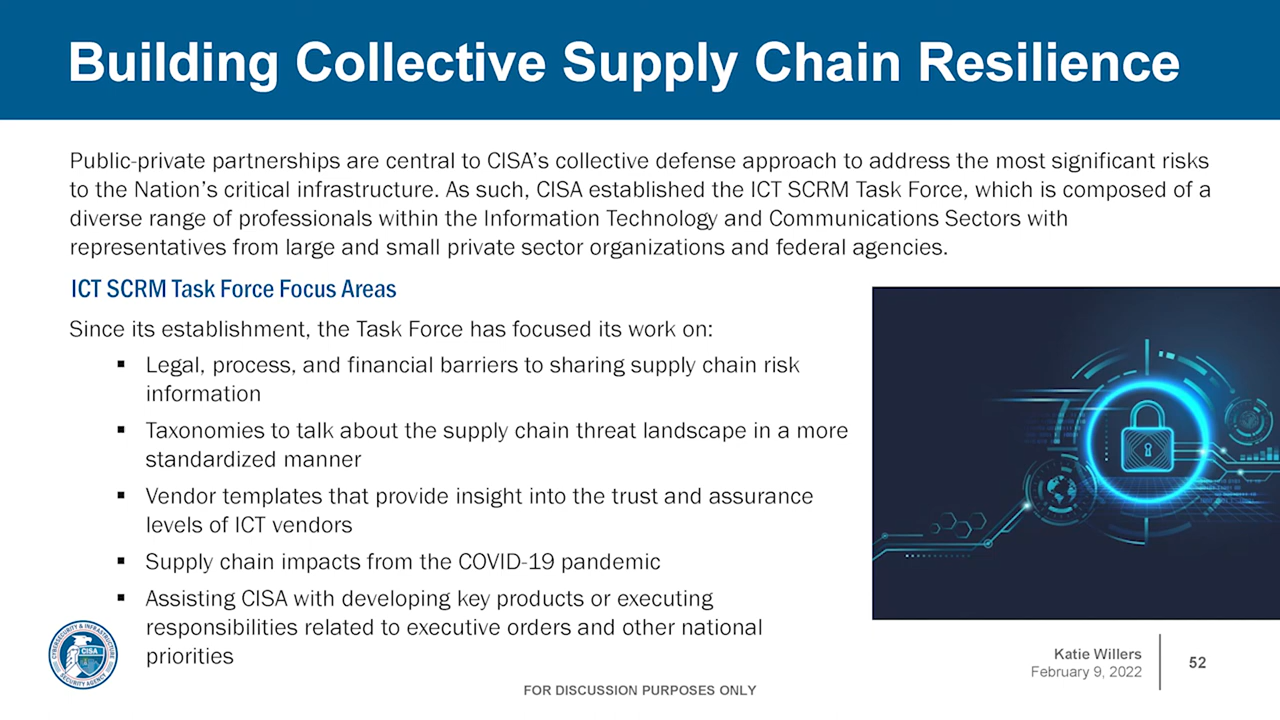 Building Collective Supply Chain Resilience
Public-private partnerships are central to CISA’s collective defense approach to address the most significant risks
to the Nation’s critical infrastructure. As such, CISA established the ICT SCRM Task Force, which is composed of a
diverse range of professionals within the Information Technology and Communications Sectors with
representatives from large and small private sector organizations and federal agencies.
ICT SCRM Task Force Focus Areas
Since its establishment, the Task Force has focused its work on:
▪ Legal, process, and financial barriers to sharing supply chain risk
information
▪ Taxonomies to talk about the supply chain threat landscape in a more
standardized manner
▪ Vendor templates that provide insight into the trust and assurance
levels of ICT vendors
▪ Supply chain impacts from the COVID-19 pandemic
▪ Assisting CISA with developing key products or executing
responsibilities related to executive orders and other national
priorities
CYBERSECURITY & INFRASTRUCTURE
CISA
SECURITY AGENCY
Katie Willers
February 9, 2022
52
FOR DISCUSSION PURPOSES ONLY